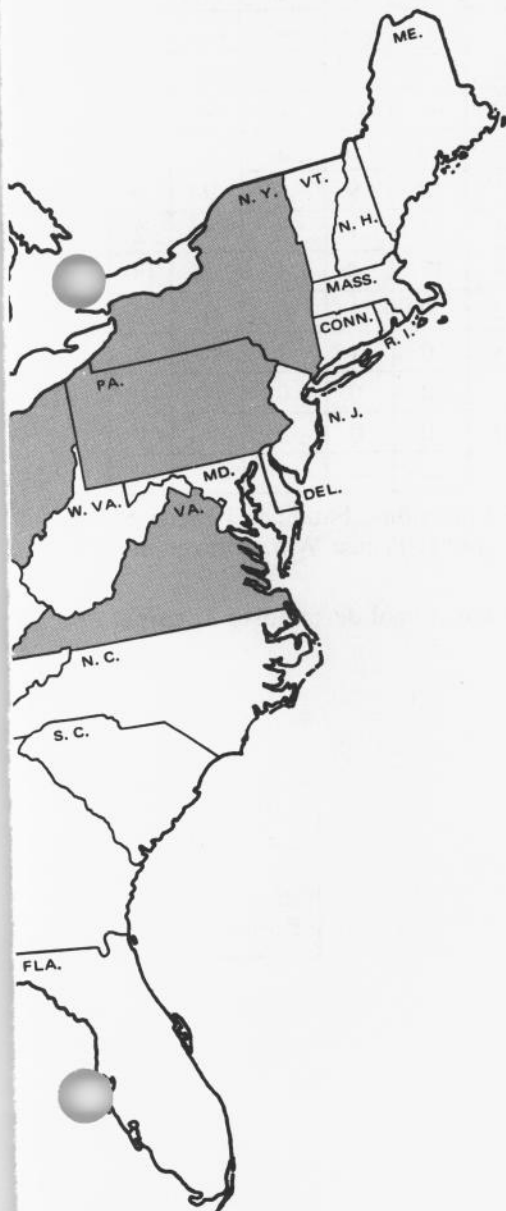 ME.
N. Y.
VT.
N. H.
MASS.
CONN.
R. I.
PA.
N. J.
MD.
DEL.
W. VA.
VA.
N. C.
S. C.
FLA.